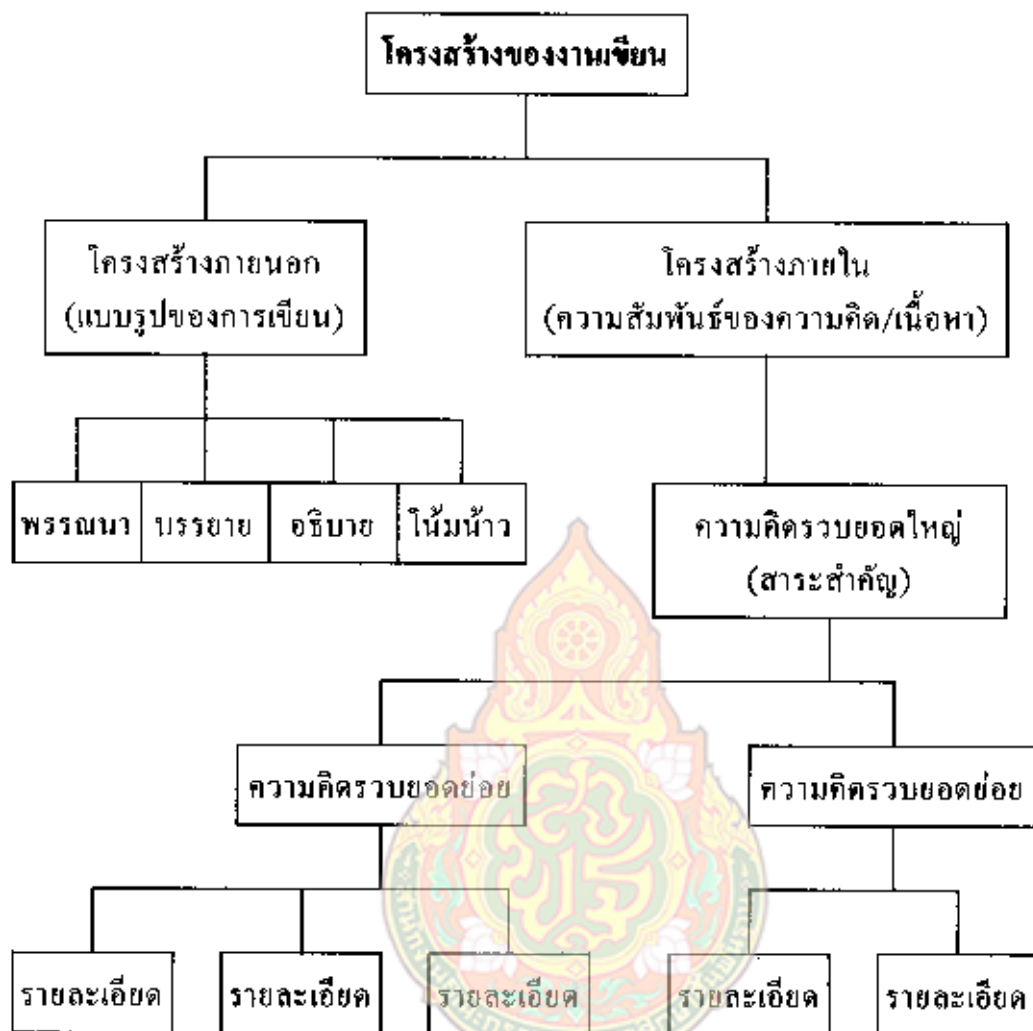 โครงสร้างของงานเขียน
โครงสร้างภายนอก
(แบบรูปของการเขียน)
โครงสร้างภายใน
(ความสัมพันธ์ของความคิด/เนื้อหา)
พรรณนา
บรรยาย
อธิบาย
โน้มน้าว
ความคิดรวบยอดใหญ่
(สาระสำคัญ)
ความคิดรวบยอดย่อย
ความคิดรวบยอดย่อย
รายละเอียด
รายละเอียด
รายละเอียด
รายละเอียด
รายละเอียด